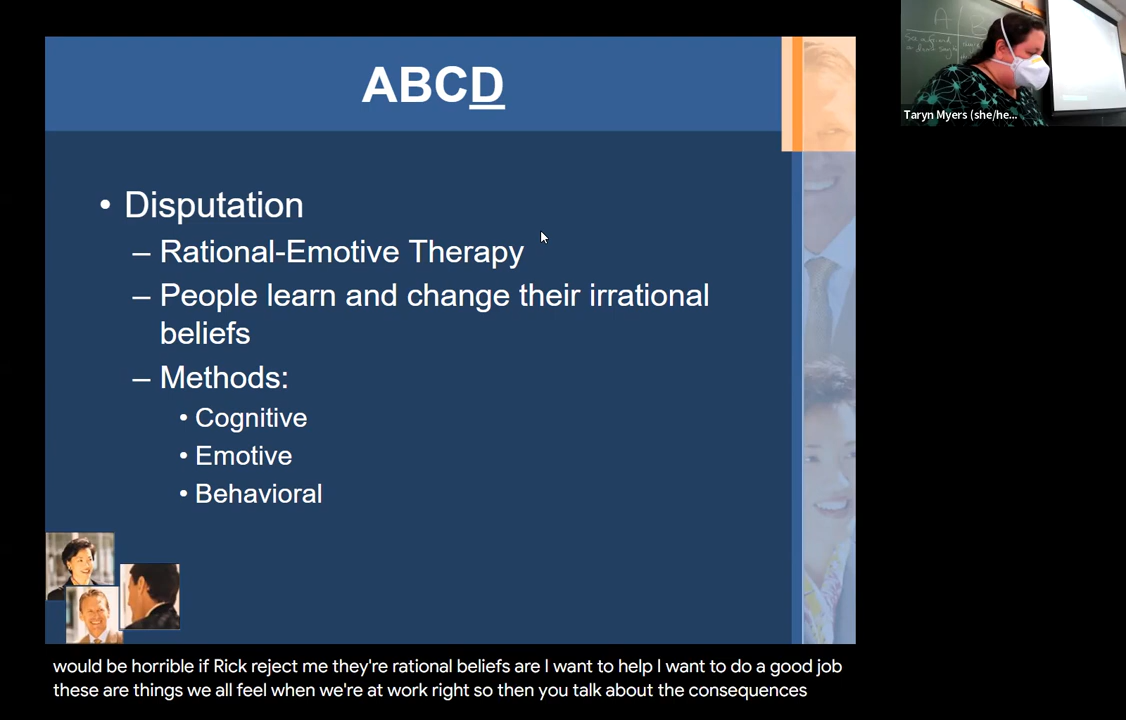 ABCD
• Disputation
– Rational-Emotive Therapy
– People learn and change their irrational
beliefs
– Methods:
• Cognitive
• Emotive
• Behavioral
A
see a friend
Taryn Myers (she/he...
would be horrible if Rick reject me they're rational beliefs are I want to help I want to do a good job
these are things we all feel when we're at work right so then you talk about the consequences